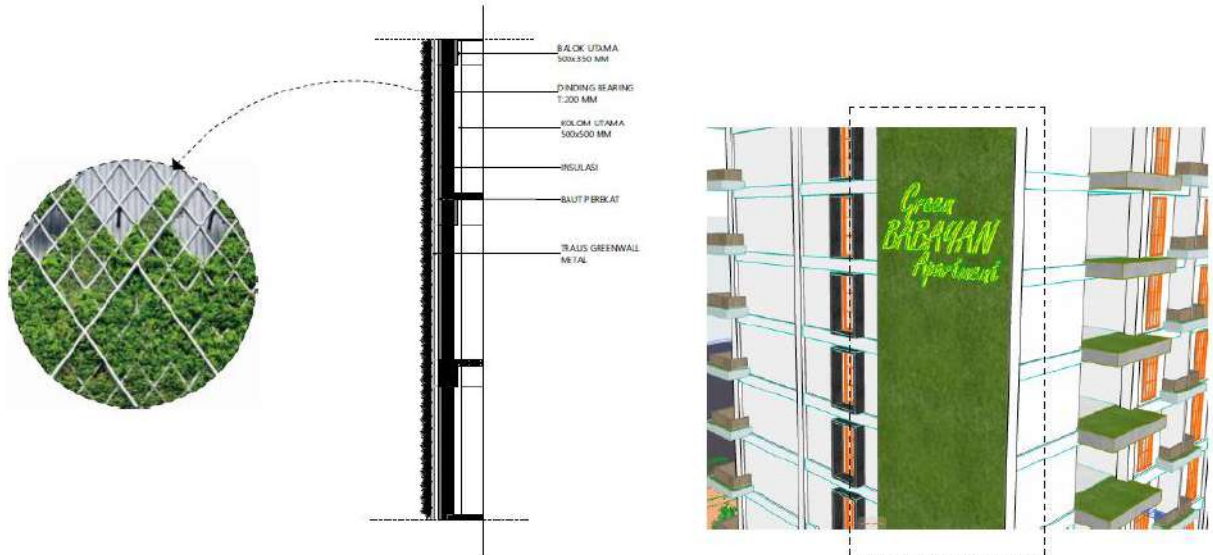 BALOK UTAMA
500x350 MM
DINDING BEARING
T:200 MM
KOLOM UTAMA
500x500 MM
INSULASI
BAUT PEREKAT
TRALIS GREENWALL
METAL
Green
BABAYAN
Apartment